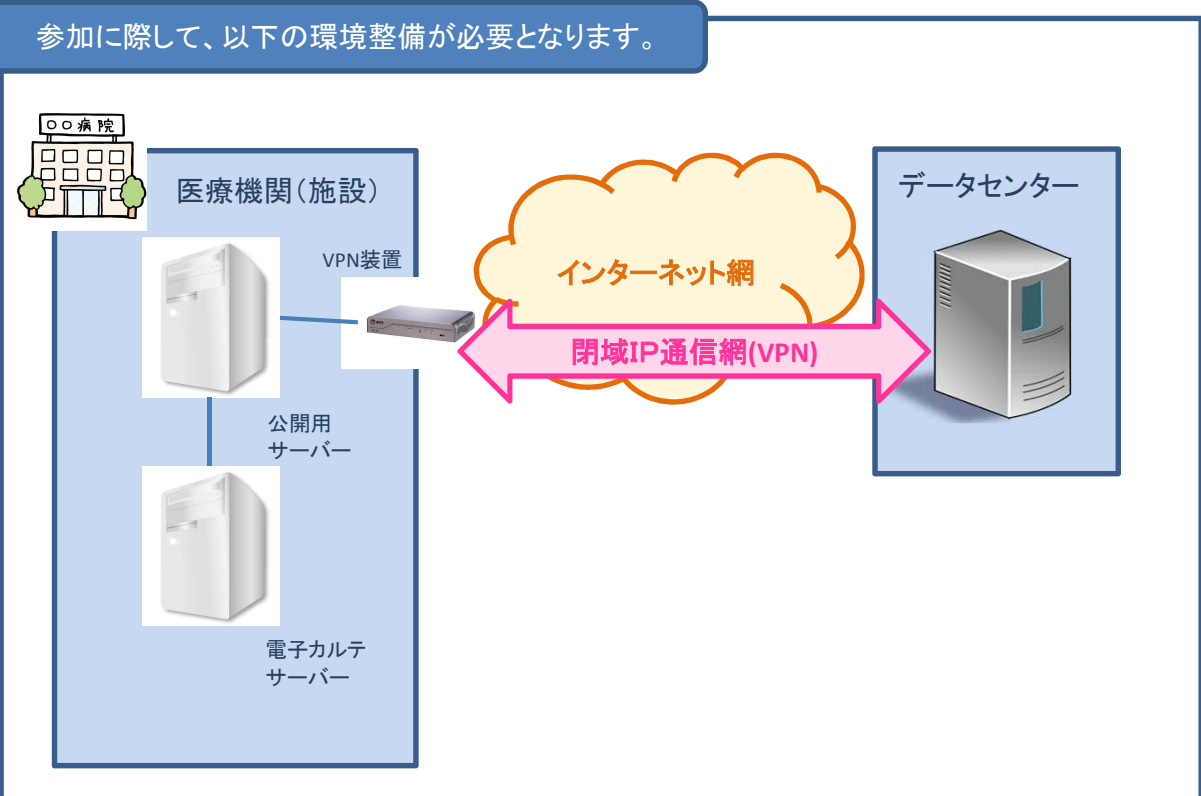 参加に際して、以下の環境整備が必要となります。
○○病院
医療機関(施設)
VPN装置
公開用
サーバー
電子カルテ
サーバー
インターネット網
閉域IP通信網(VPN)
データセンター